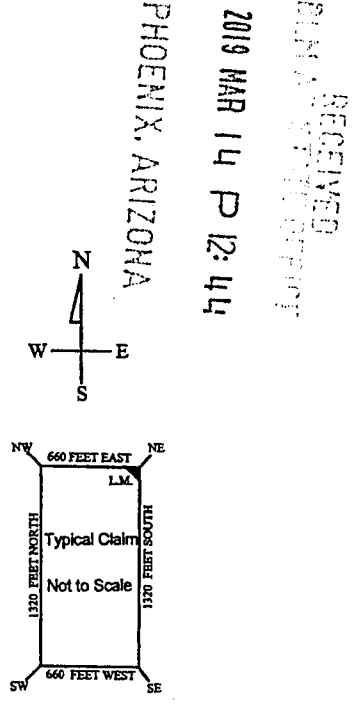 RECEIVED
2019 MAR 14 P 12: 44
PHOENIX, ARIZONA
N
W E
S
NW NE
660 FEET EAST
L.M.
1320 FEET NORTH
Typical Claim
Not to Scale
1320 FEET SOUTH
660 FEET WEST
SW SE